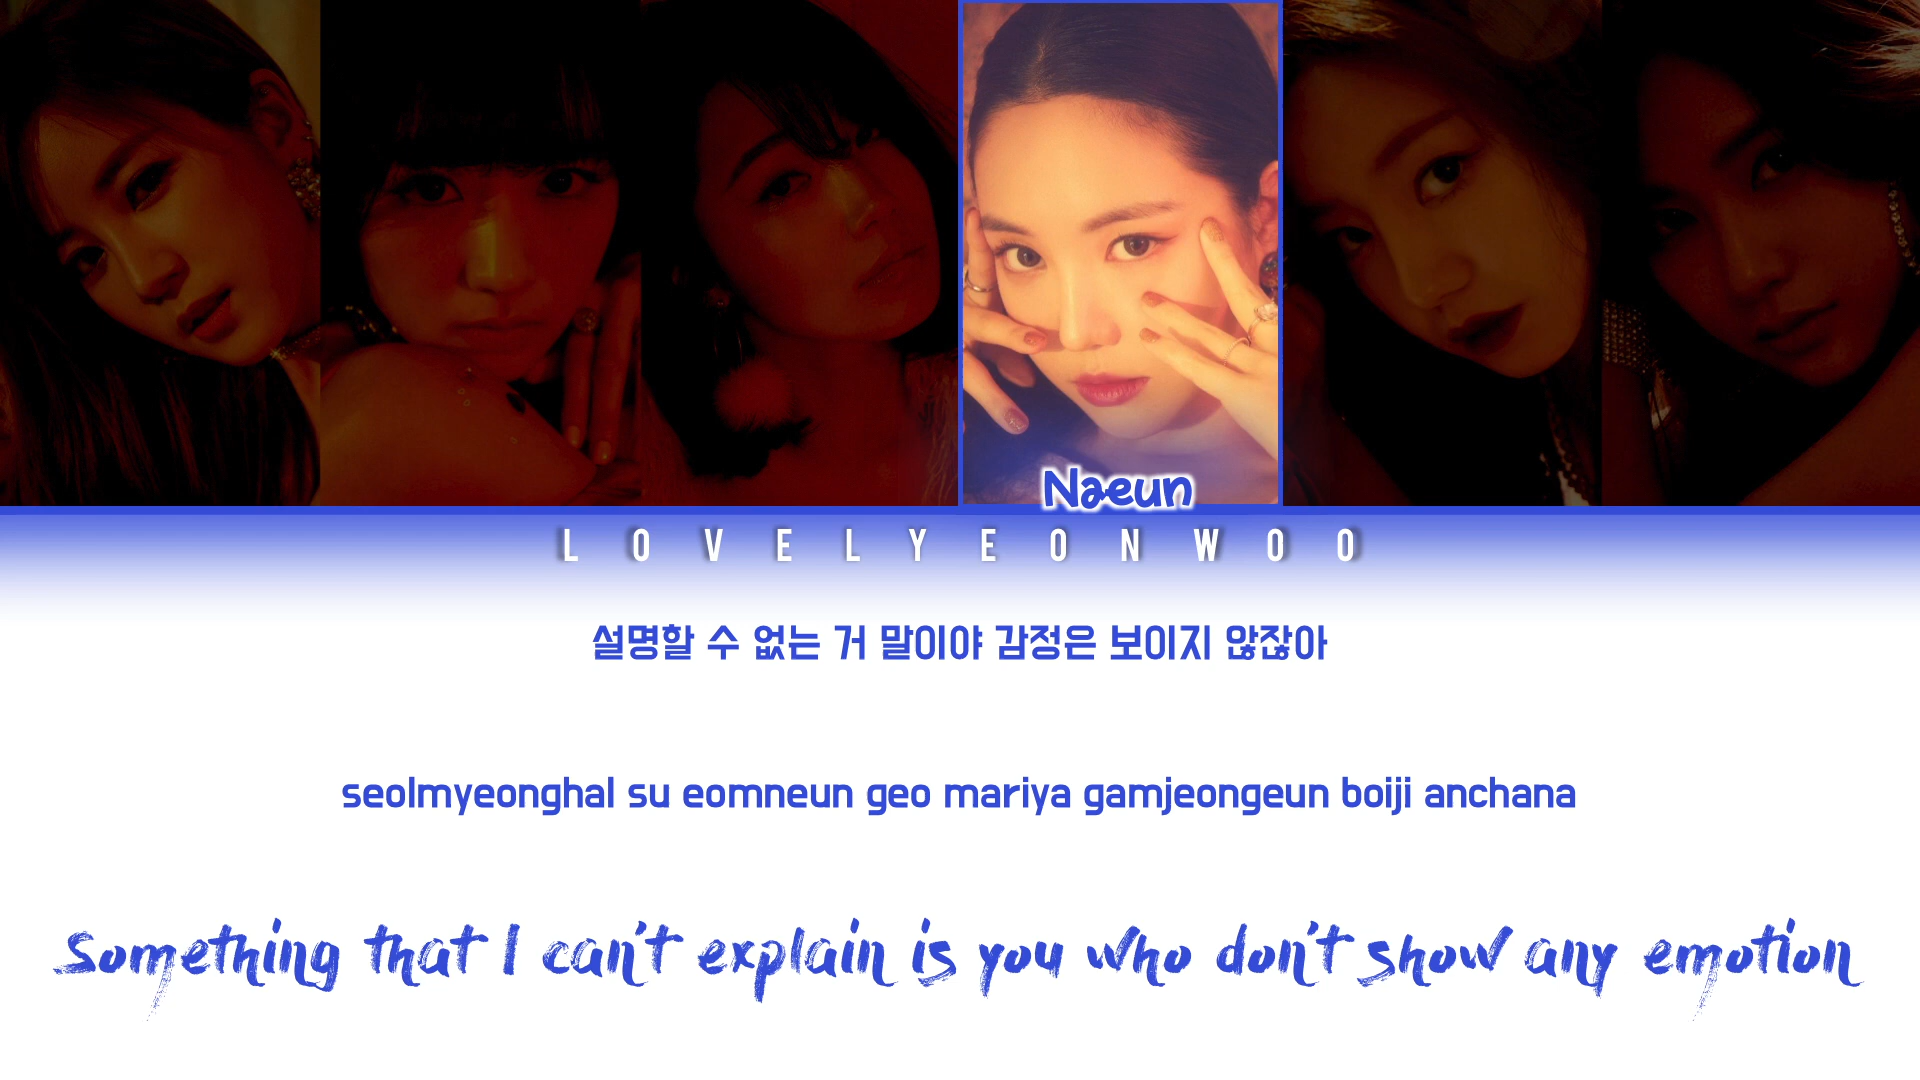 Naeun
LOVELYEONWOO
설명할 수 없는 거 말이야 감정은 보이지 않잖아
seolmyeonghal su eomneun geo mariya gamjeongeun boiji anchana
Something that I can't explain is you who don't show any emotion